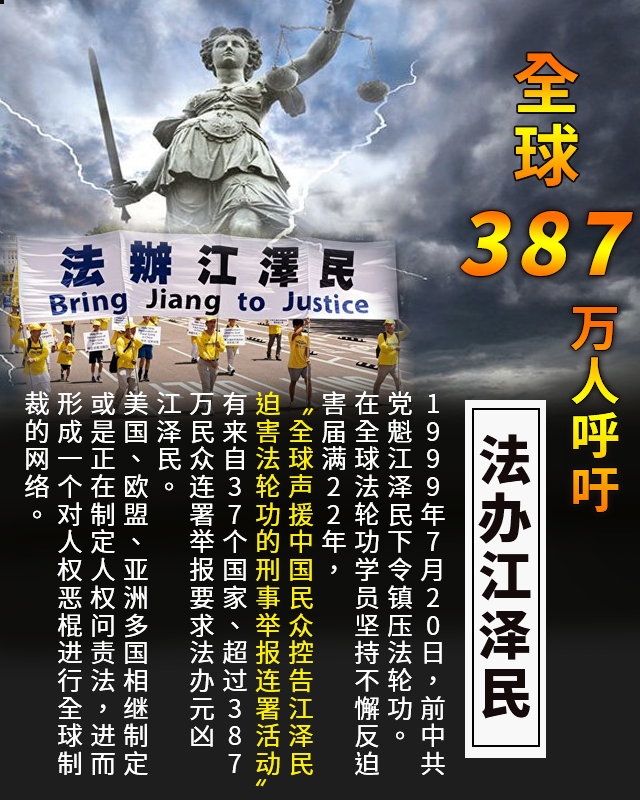 全球
387
万人呼吁
法办江泽民
法辦江澤民
Bring Jiang to Justice
1999年7月20日，前中共
党魁江泽民下令镇压法轮功。
在全球法轮功学员坚持不懈反迫
害届满22年，
〝全球声援中国民众控告江泽民
迫害法轮功的刑事举报连署活动〞
有来自37个国家、超过387
万民众连署举报要求法办元凶
江泽民。
美国、欧盟、亚洲多国相继制定
或是正在制定人权问责法，进而
形成一个对人权恶棍进行全球制
裁的网络。